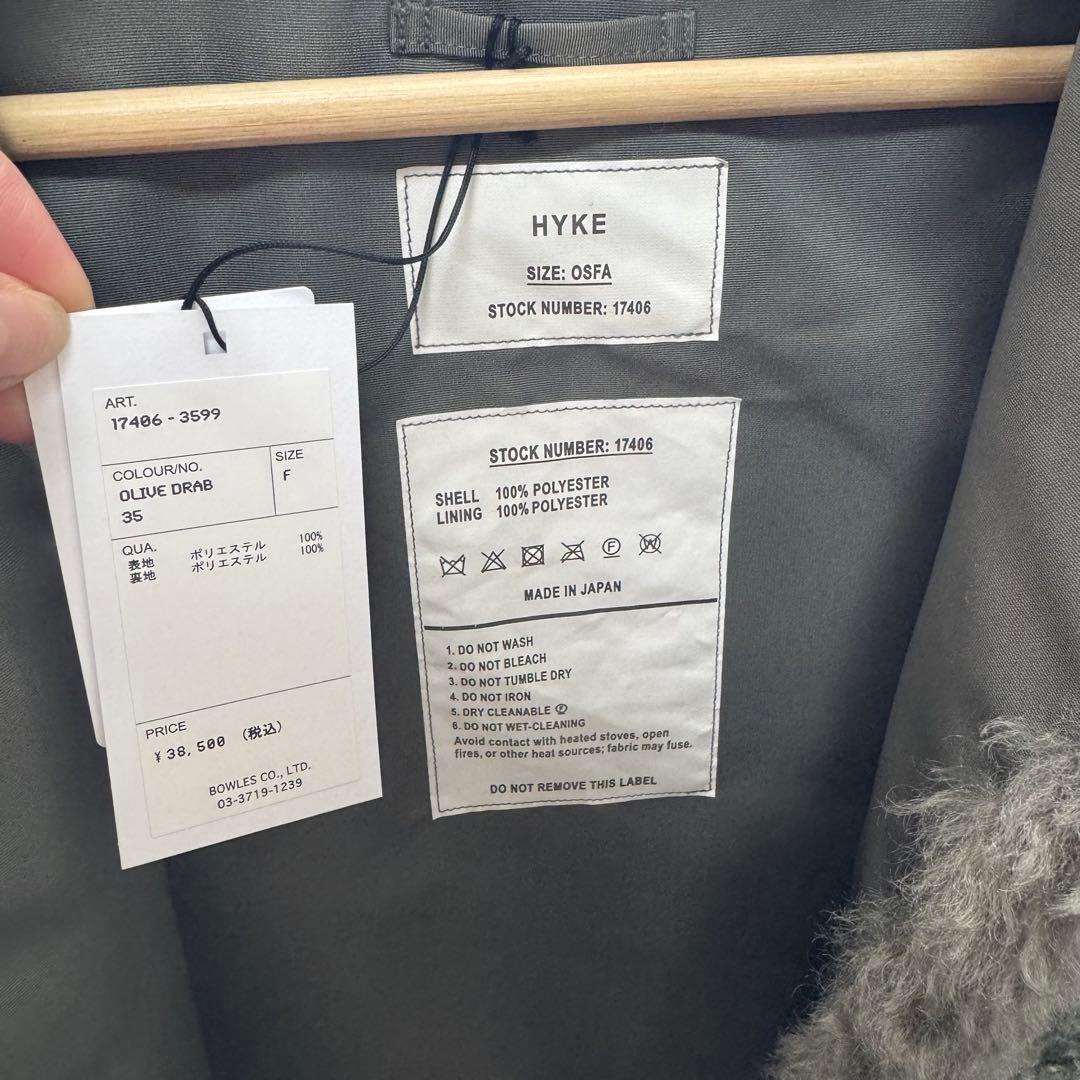 HYKE
SIZE: OSFA
STOCK NUMBER: 17406
ART.
17406 - 3599
COLOUR/NO.
OLIVE DRAB
35
SIZE
F
QUA.
表地 ポリエステル 100%
裏地 ポリエステル 100%
PRICE
¥38,500 (税込)
BOWLES CO., LTD.
03-3719-1239
STOCK NUMBER: 17406
SHELL 100% POLYESTER
LINING 100% POLYESTER
F W
MADE IN JAPAN
1. DO NOT WASH
2. DO NOT BLEACH
3. DO NOT TUMBLE DRY
4. DO NOT IRON
5. DRY CLEANABLE Ⓟ
6. DO NOT WET-CLEANING
Avoid contact with heated stoves, open
fires, or other heat sources; fabric may fuse.
DO NOT REMOVE THIS LABEL